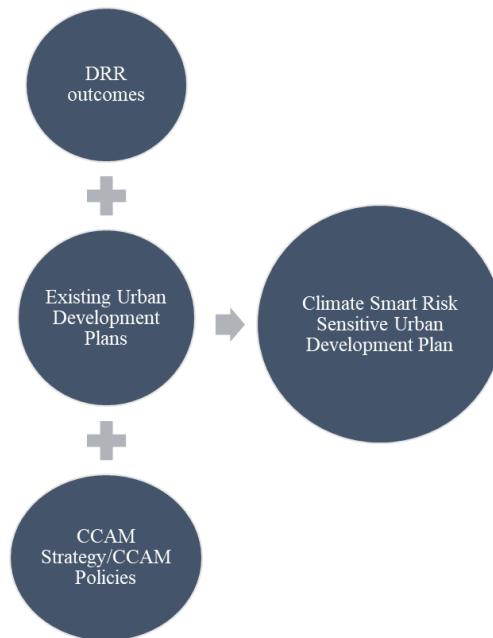 DRR
outcomes
Existing Urban
Development
Plans
Climate Smart Risk
Sensitive Urban
Development Plan
CCAM
Strategy/CCAM
Policies